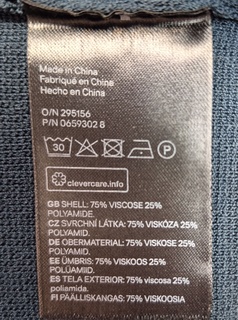 Made in China
Fabriqué en Chine
Hecho en China
O/N 295156
P/N 0659302 8
30
P
clevercare.info
GB SHELL: 75% VISCOSE 25%
POLYAMIDE.
CZ SVRCHNÍ LÁTKA: 75% VISKÓZA 25%
POLYAMID.
DE OBERMATERIAL: 75% VISKOSE 25%
POLYAMID.
EE ÜMBRIS: 75% VISKOOS 25%
POLÜAMIID.
ES TELA EXTERIOR: 75% viscosa 25%
poliamida.
FI PÄÄLLISKANGAS: 75% VISKOOSIA